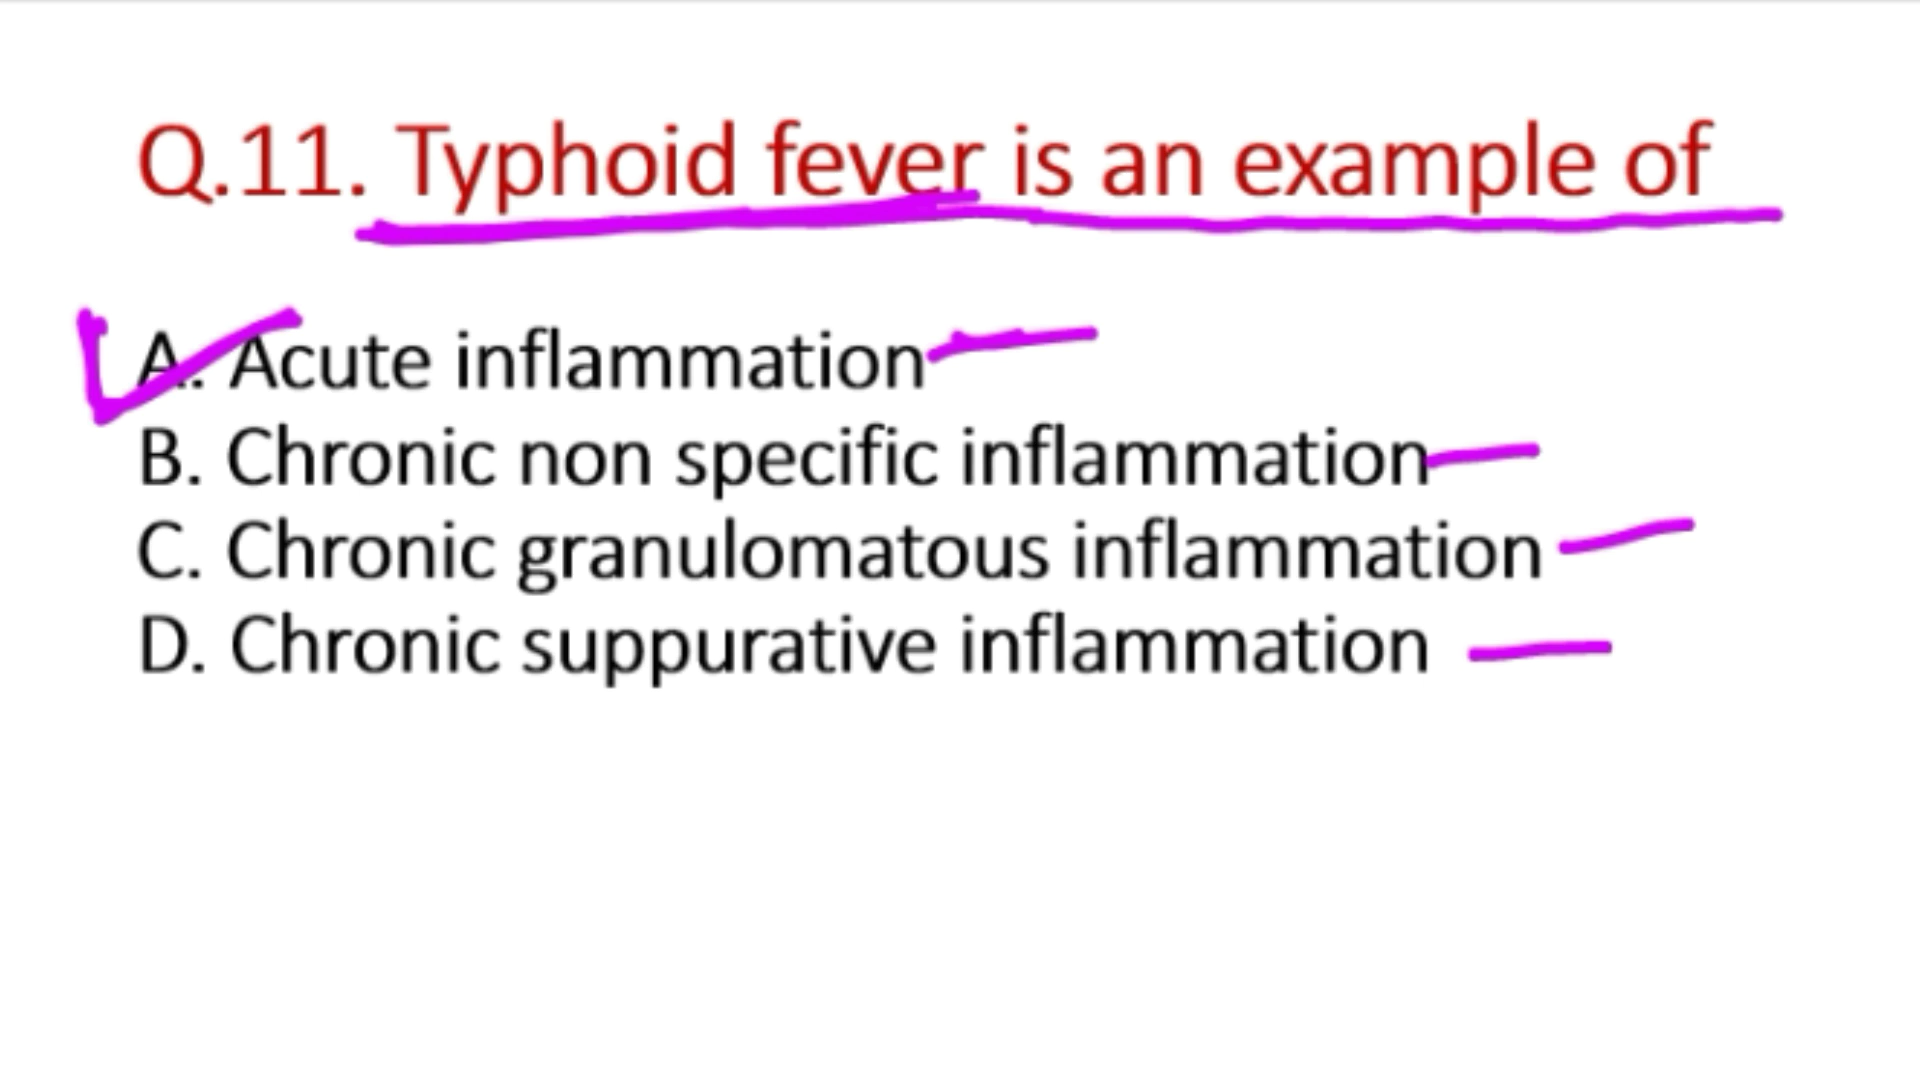 Q.11. Typhoid fever is an example of
A. Acute inflammation
B. Chronic non specific inflammation
C. Chronic granulomatous inflammation
D. Chronic suppurative inflammation